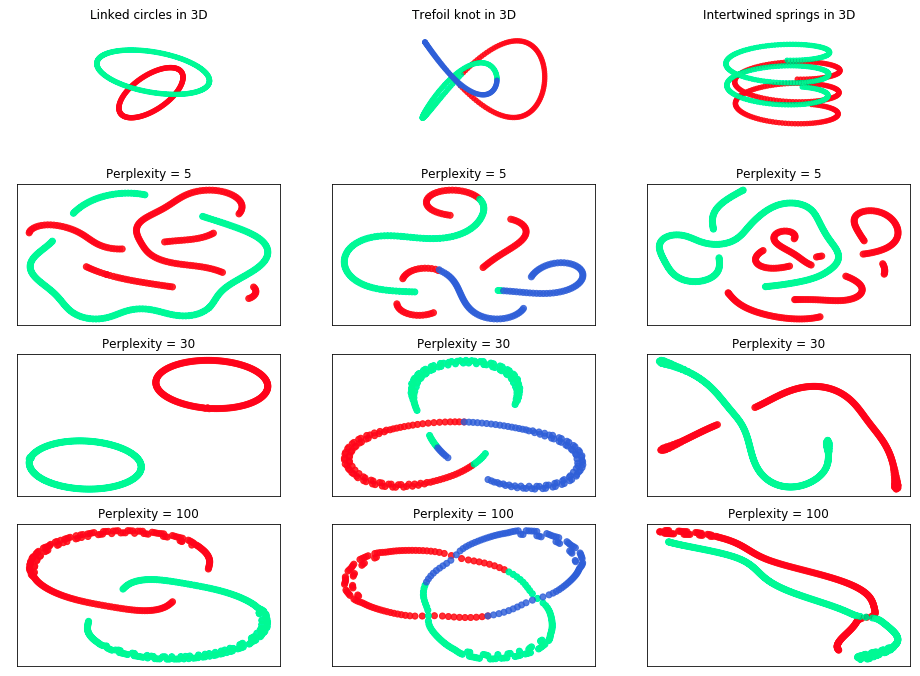 Linked circles in 3D
Trefoil knot in 3D
Intertwined springs in 3D
Perplexity = 5
Perplexity = 5
Perplexity = 5
Perplexity = 30
Perplexity = 30
Perplexity = 30
Perplexity = 100
Perplexity = 100
Perplexity = 100